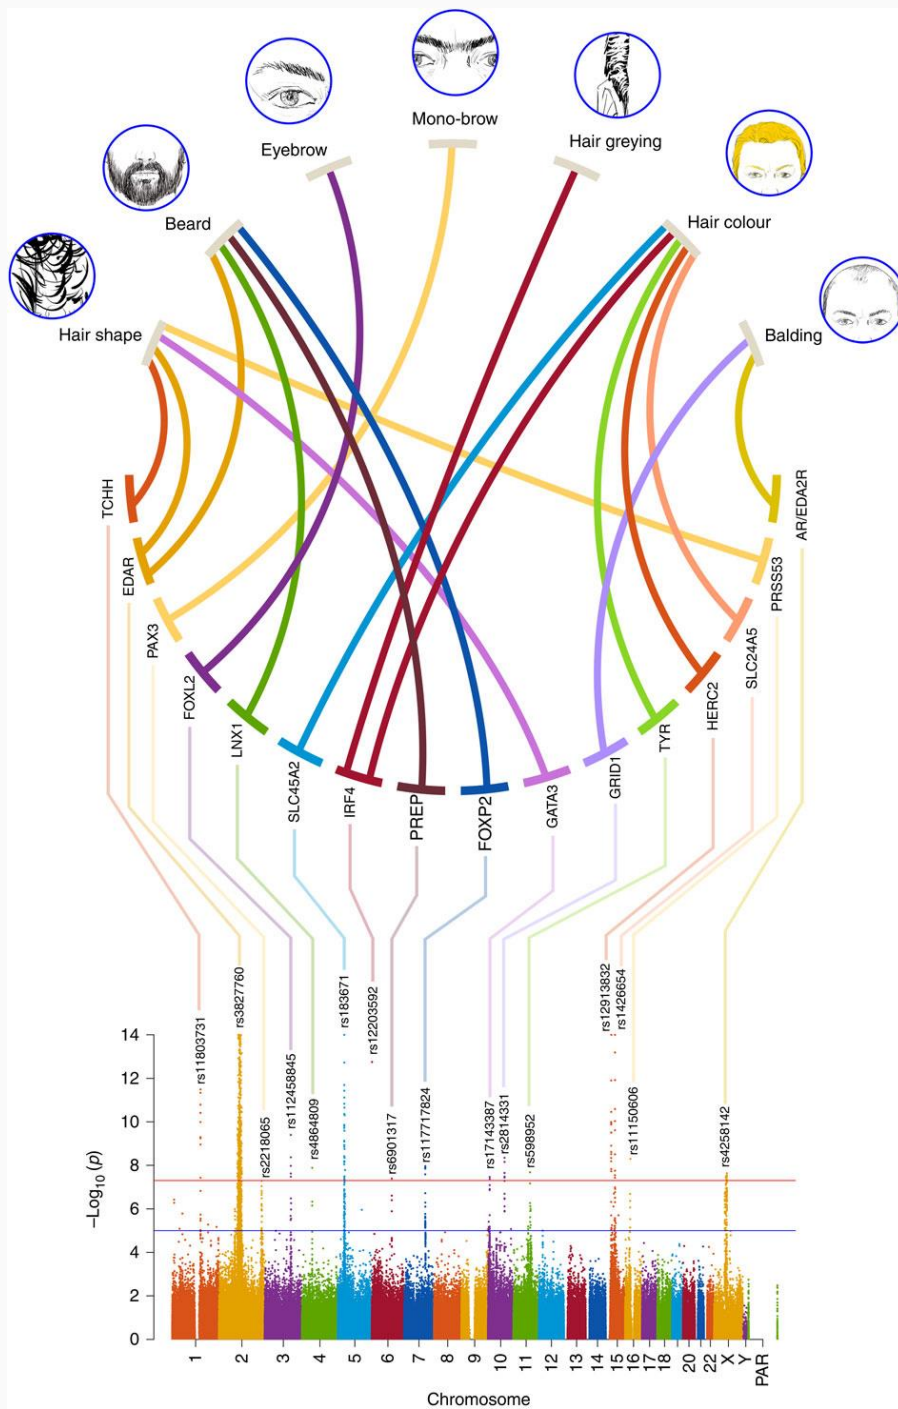 Mono-brow
Hair greying
Eyebrow
Hair colour
Beard
Hair shape
Balding
TCHH
EDAR
PAX3
FOXL2
LNX1
SLC45A2
IRF4
PREP
FOXP2
GATA3
GRID1
TYR
HERC2
SLC24A5
PRSS53
AR/EDA2R
rs11803731
rs3827760
rs2218065
rs112458845
rs4864809
rs183671
rs12203592
rs6901317
rs117717824
rs17143387
rs2814331
rs598952
rs12913832
rs1426654
rs11150606
rs4258142
–Log10 (p)
14
12
10
8
6
4
2
0
1 2 3 4 5 6 7 8 9 10 11 12 13 14 15 16 17 18 20 22 X Y PAR
Chromosome